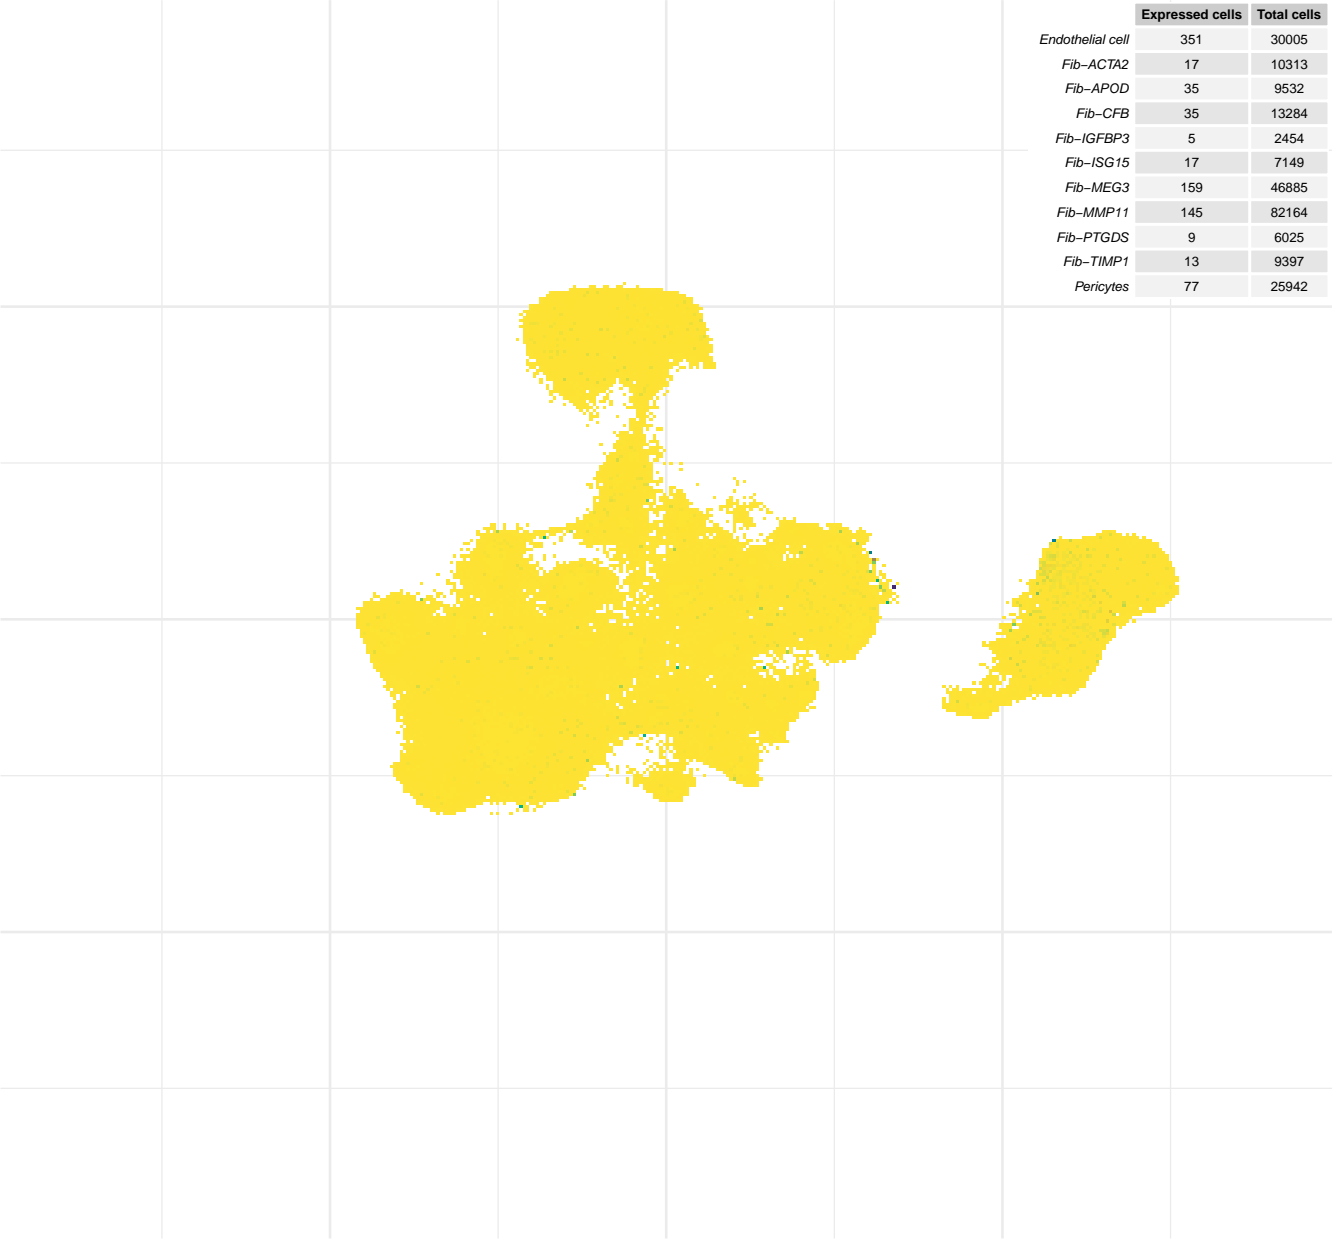 Expressed cells Total cells
Endothelial cell 351 30005
Fib−ACTA2 17 10313
Fib−APOD 35 9532
Fib−CFB 35 13284
Fib−IGFBP3 5 2454
Fib−ISG15 17 7149
Fib−MEG3 159 46885
Fib−MMP11 145 82164
Fib−PTGDS 9 6025
Fib−TIMP1 13 9397
Pericytes 77 25942